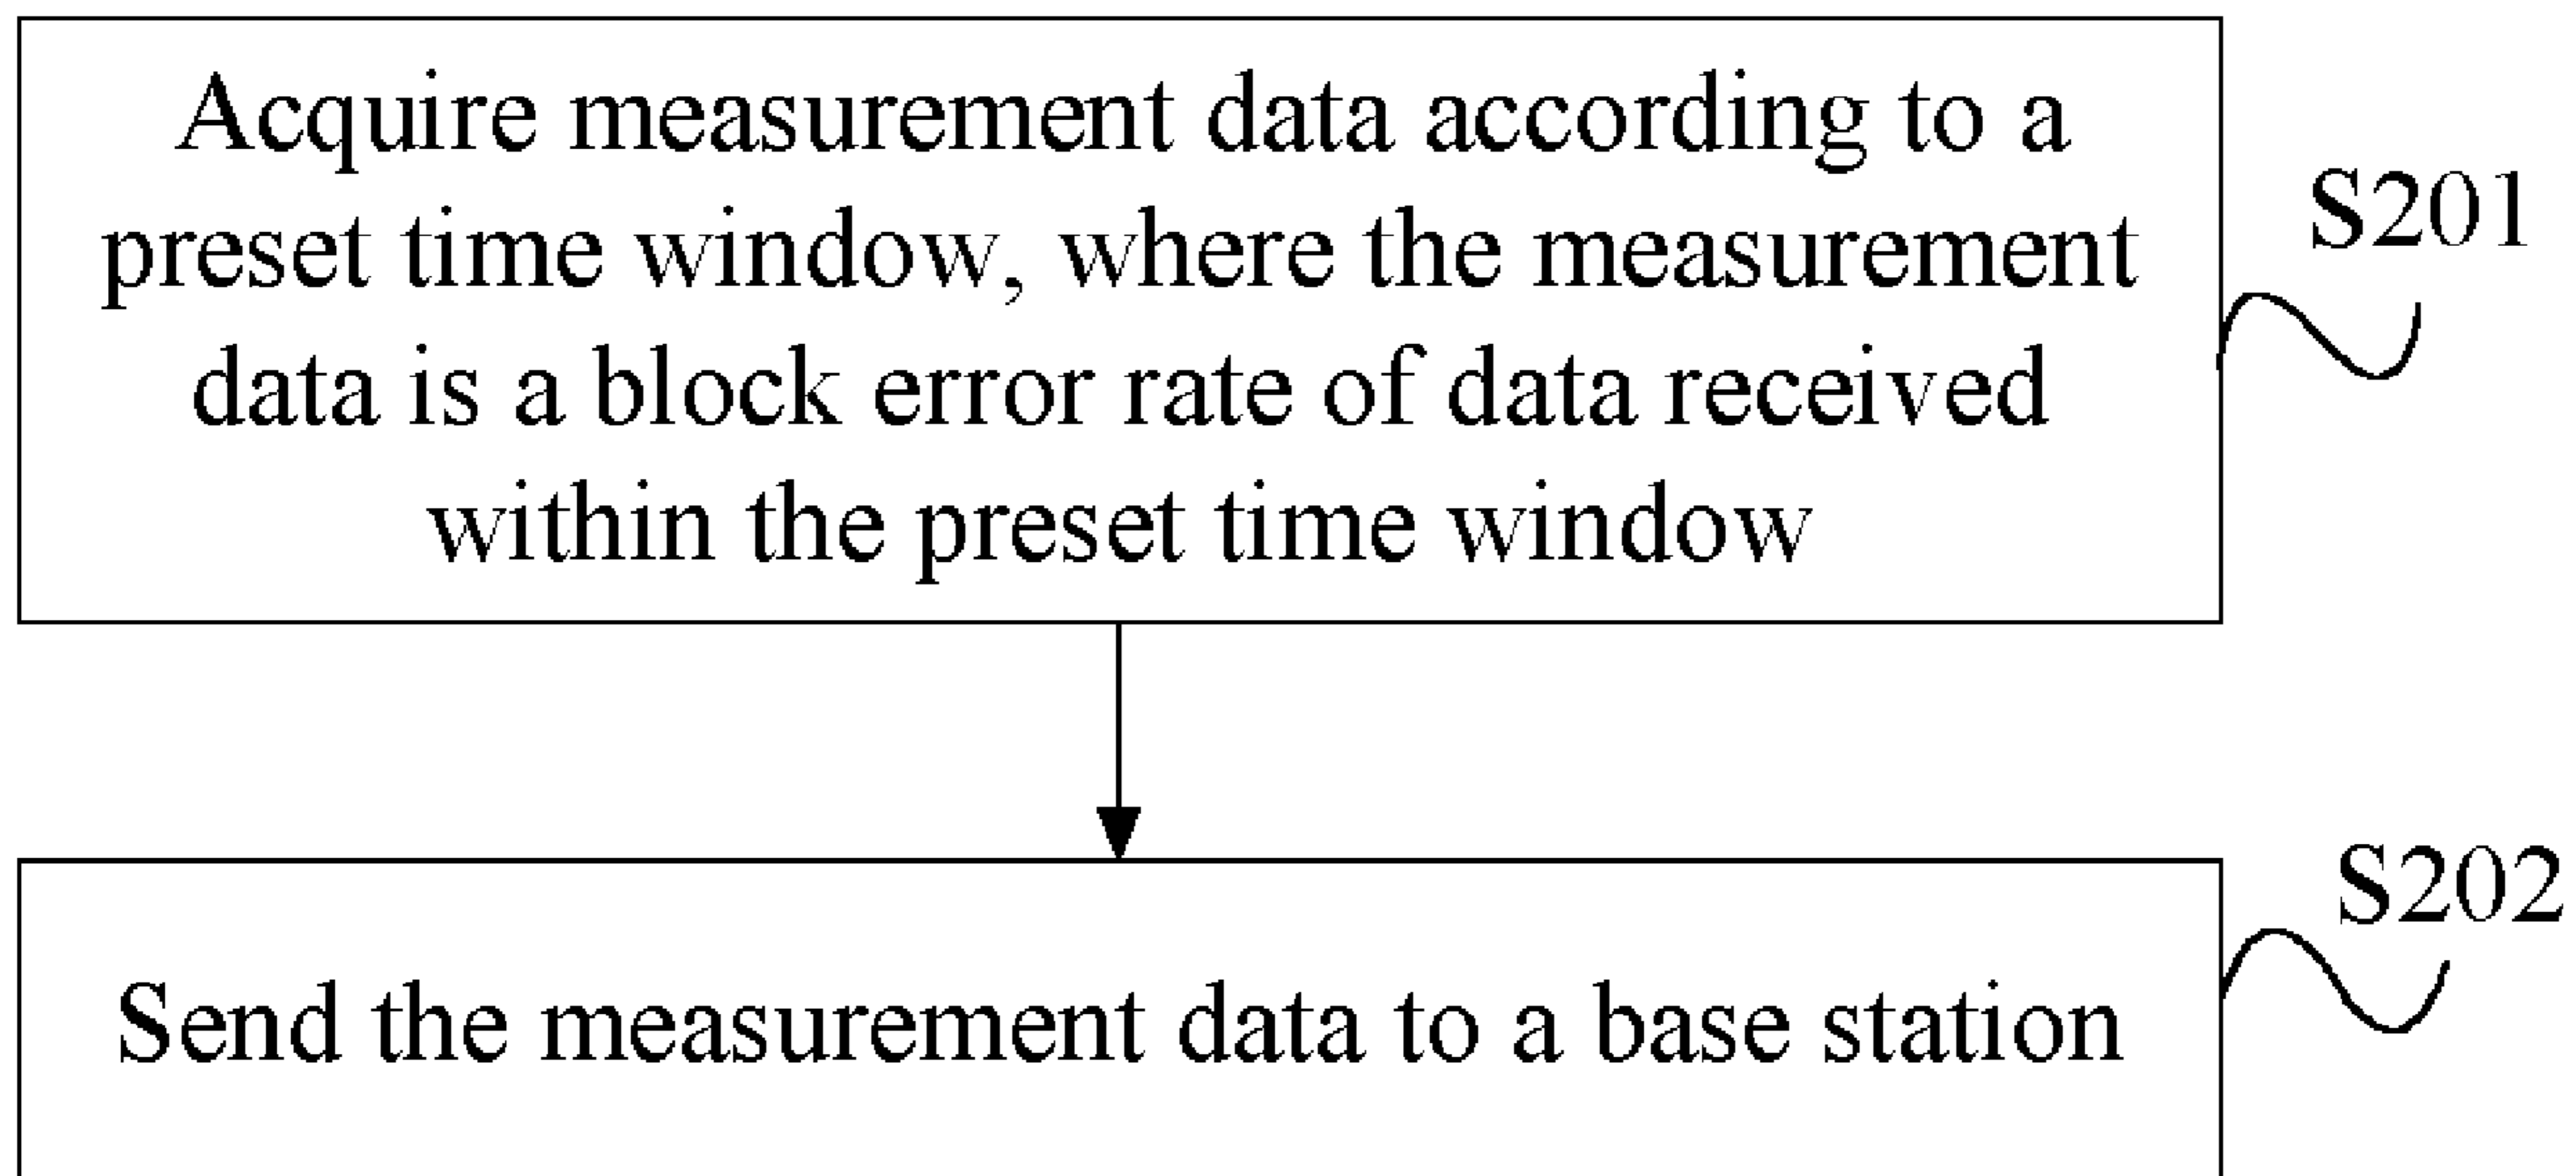 Acquire measurement data according to a
preset time window, where the measurement
data is a block error rate of data received
within the preset time window
S201
S202
Send the measurement data to a base station